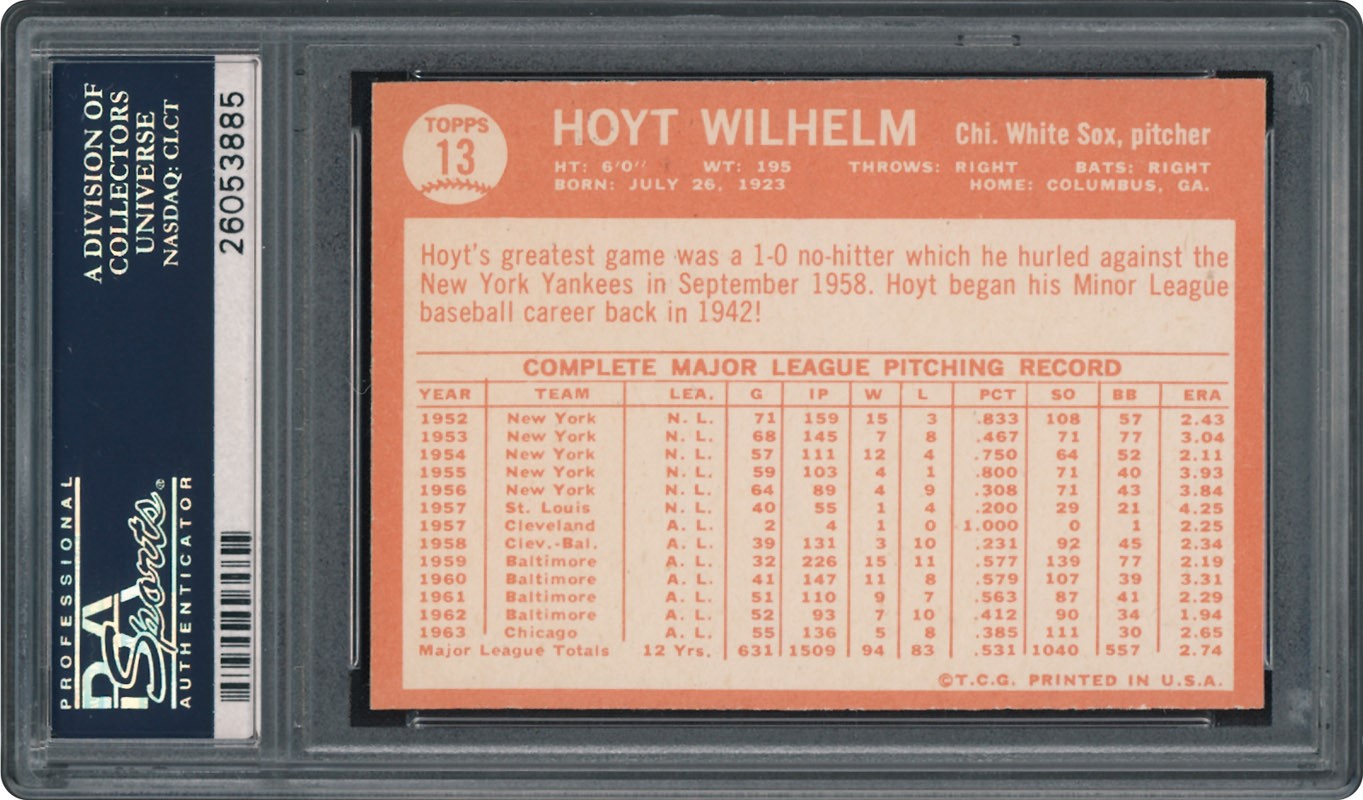 A DIVISION OF
COLLECTORS
UNIVERSE
NASDAQ: CLCT
26053885
PROFESSIONAL
PSA
Sports®
AUTHENTICATOR
TOPPS
13
HOYT WILHELM Chi. White Sox, pitcher
HT: 6'0" WT: 195 THROWS: RIGHT BATS: RIGHT
BORN: JULY 26, 1923 HOME: COLUMBUS, GA.
Hoyt's greatest game was a 1-0 no-hitter which he hurled against the
New York Yankees in September 1958. Hoyt began his Minor League
baseball career back in 1942!
COMPLETE MAJOR LEAGUE PITCHING RECORD
YEAR TEAM LEA. G IP W L PCT SO BB ERA
1952 New York N. L. 71 159 15 3 .833 108 57 2.43
1953 New York N. L. 68 145 7 8 .467 71 77 3.04
1954 New York N. L. 57 111 12 4 .750 64 52 2.11
1955 New York N. L. 59 103 4 1 .800 71 40 3.93
1956 New York N. L. 64 89 4 9 .308 71 43 3.84
1957 St. Louis N. L. 40 55 1 4 .200 29 21 4.25
1957 Cleveland A. L. 2 4 1 0 1.000 0 1 2.25
1958 Clev.-Bal. A. L. 39 131 3 10 .231 92 45 2.34
1959 Baltimore A. L. 32 226 15 11 .577 139 77 2.19
1960 Baltimore A. L. 41 147 11 8 .579 107 39 3.31
1961 Baltimore A. L. 51 110 9 7 .563 87 41 2.29
1962 Baltimore A. L. 52 93 7 10 .412 90 34 1.94
1963 Chicago A. L. 55 136 5 8 .385 111 30 2.65
Major League Totals 12 Yrs. 631 1509 94 83 .531 1040 557 2.74
©T.C.G. PRINTED IN U.S.A.